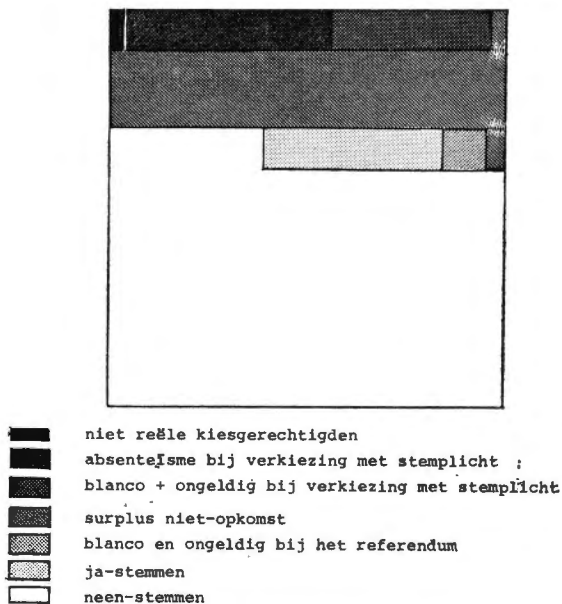 niet reële kiesgerechtigden
absenteïsme bij verkiezing met stemplicht ;
blanco + ongeldig bij verkiezing met stemplicht
surplus niet-opkomst
blanco en ongeldig bij het referendum
ja-stemmen
neen-stemmen